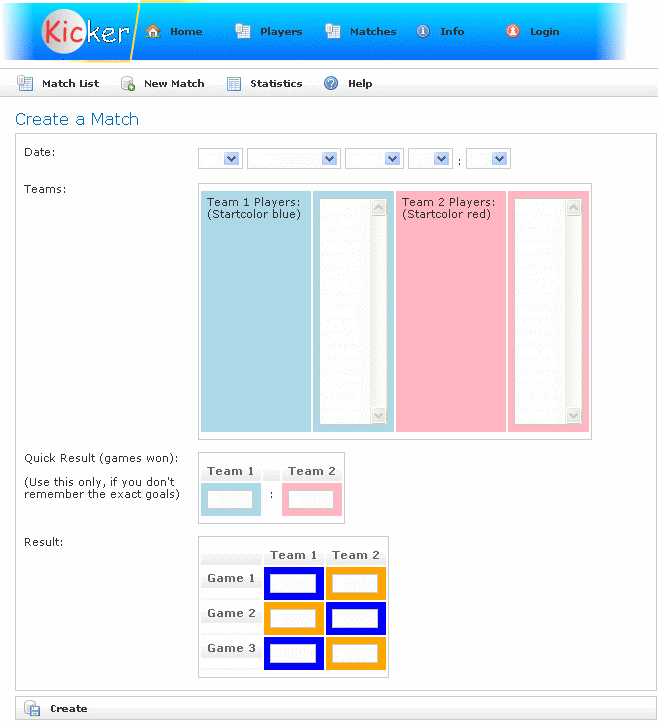 Kicker
Home
Players
Matches
Info
Login
Match List
New Match
Statistics
Help
Create a Match
Date:
:
Teams:
Team 1 Players:
(Startcolor blue)
Team 2 Players:
(Startcolor red)
Quick Result (games won):
(Use this only, if you don't
remember the exact goals)
Team 1
Team 2
:
Result:
Team 1
Team 2
Game 1
Game 2
Game 3
Create